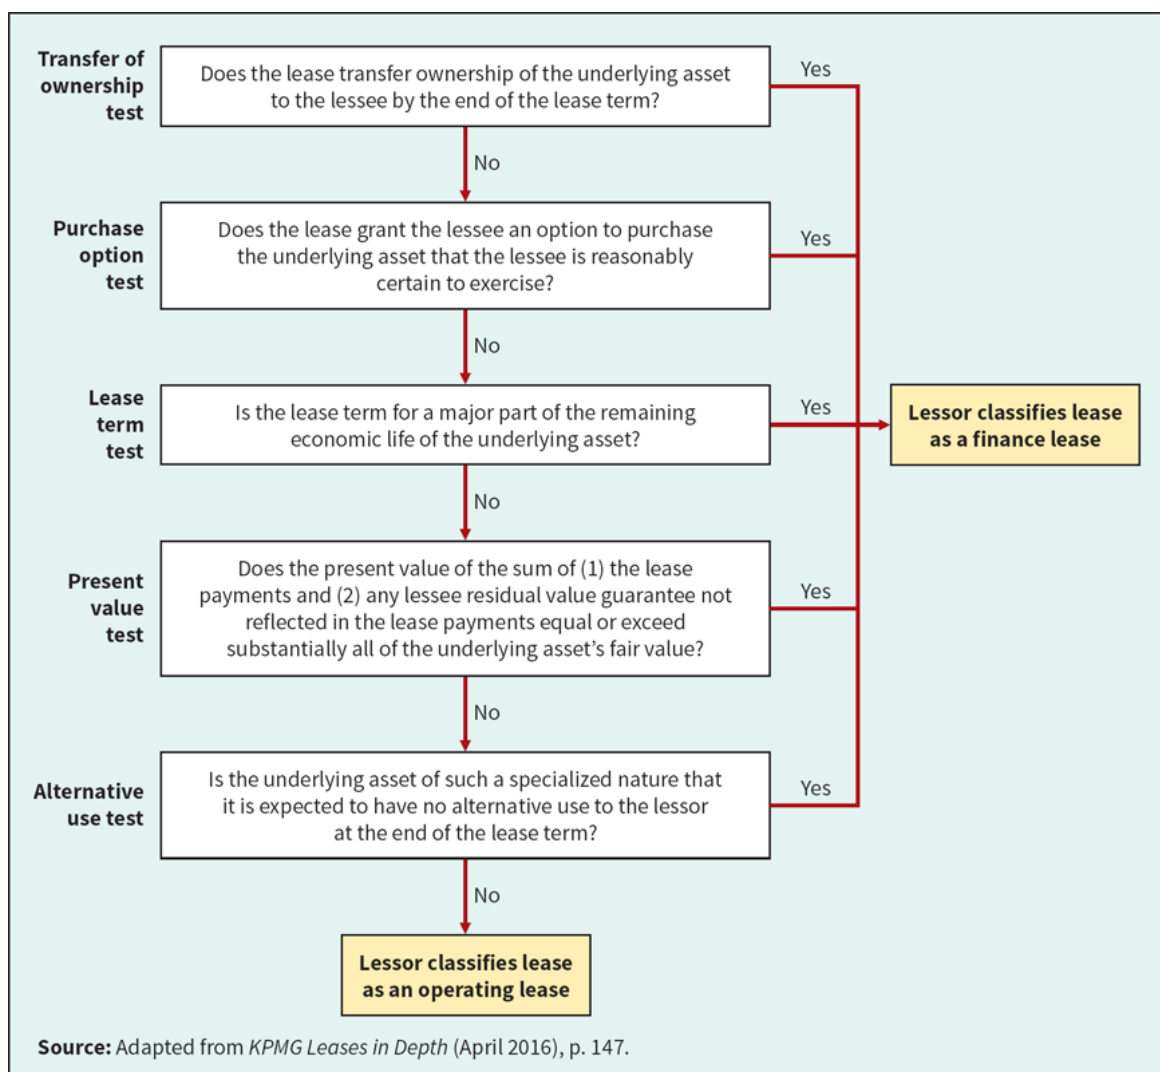 Transfer of
ownership
test
Does the lease transfer ownership of the underlying asset
to the lessee by the end of the lease term?
Yes
No
Purchase
option
test
Does the lease grant the lessee an option to purchase
the underlying asset that the lessee is reasonably
certain to exercise?
Yes
No
Lease
term
test
Is the lease term for a major part of the remaining
economic life of the underlying asset?
Yes
Lessor classifies lease
as a finance lease
No
Present
value
test
Does the present value of the sum of (1) the lease
payments and (2) any lessee residual value guarantee not
reflected in the lease payments equal or exceed
substantially all of the underlying asset's fair value?
Yes
No
Alternative
use test
Is the underlying asset of such a specialized nature that
it is expected to have no alternative use to the lessor
at the end of the lease term?
Yes
No
Lessor classifies lease
as an operating lease
Source: Adapted from KPMG Leases in Depth (April 2016), p. 147.